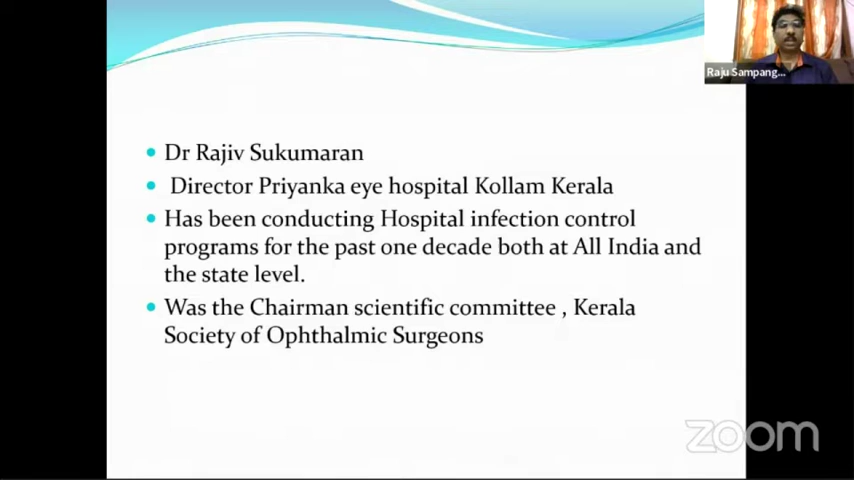 Raju Sampang...
Dr Rajiv Sukumaran
Director Priyanka eye hospital Kollam Kerala
Has been conducting Hospital infection control
programs for the past one decade both at All India and
the state level.
Was the Chairman scientific committee , Kerala
Society of Ophthalmic Surgeons
zoom